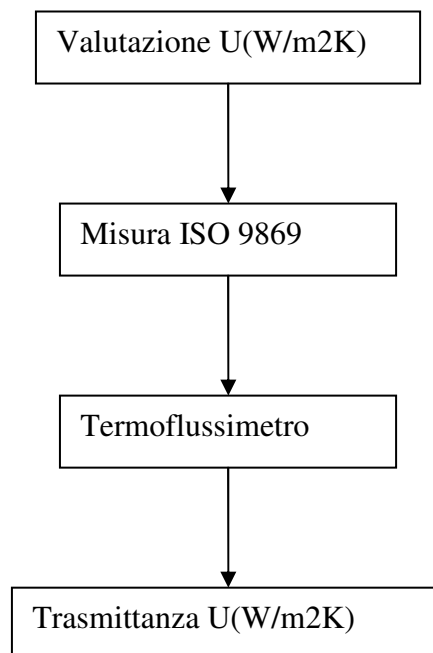 Valutazione U(W/m2K)
Misura ISO 9869
Termoflussimetro
Trasmittanza U(W/m2K)